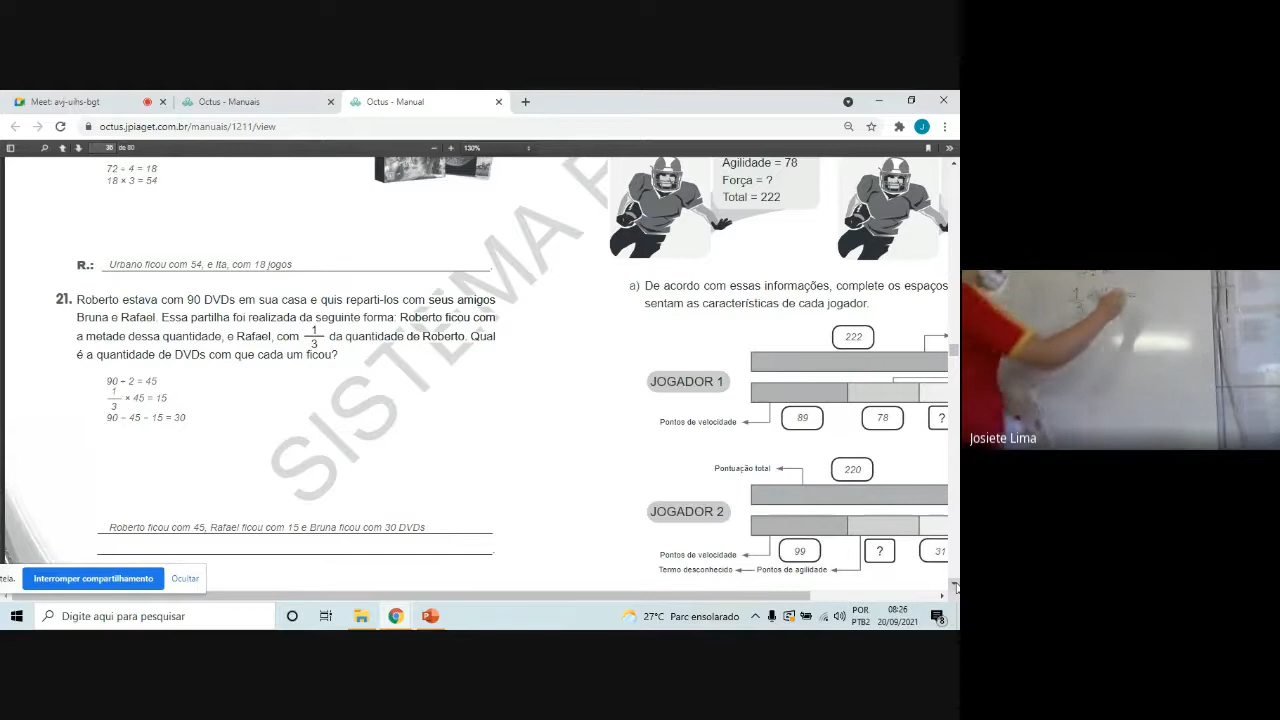 Meet: avj-uihs-bgt
Octus - Manuais
Octus - Manual
octus.jpiaget.com.br/manuais/1211/view
36 de 80
130%
72 ÷ 4 = 18
18 × 3 = 54
R.: Urbano ficou com 54, e Ita, com 18 jogos
21. Roberto estava com 90 DVDs em sua casa e quis reparti-los com seus amigos
Bruna e Rafael. Essa partilha foi realizada da seguinte forma: Roberto ficou com
a metade dessa quantidade, e Rafael, com 1/3 da quantidade de Roberto. Qual
é a quantidade de DVDs com que cada um ficou?
90 ÷ 2 = 45
1/3 × 45 = 15
90 – 45 – 15 = 30
Roberto ficou com 45, Rafael ficou com 15 e Bruna ficou com 30 DVDs
SISTEMA
Agilidade = 78
Força = ?
Total = 222
a) De acordo com essas informações, complete os espaços
sentam as características de cada jogador.
222
JOGADOR 1
89
78
?
Pontos de velocidade
Pontuação total
220
JOGADOR 2
99
?
31
Pontos de velocidade
Termo desconhecido
Pontos de agilidade
tela.
Interromper compartilhamento
Ocultar
Digite aqui para pesquisar
27°C Parc ensolarado
POR
PTB2
08:26
20/09/2021
8
1/3
Josiete Lima